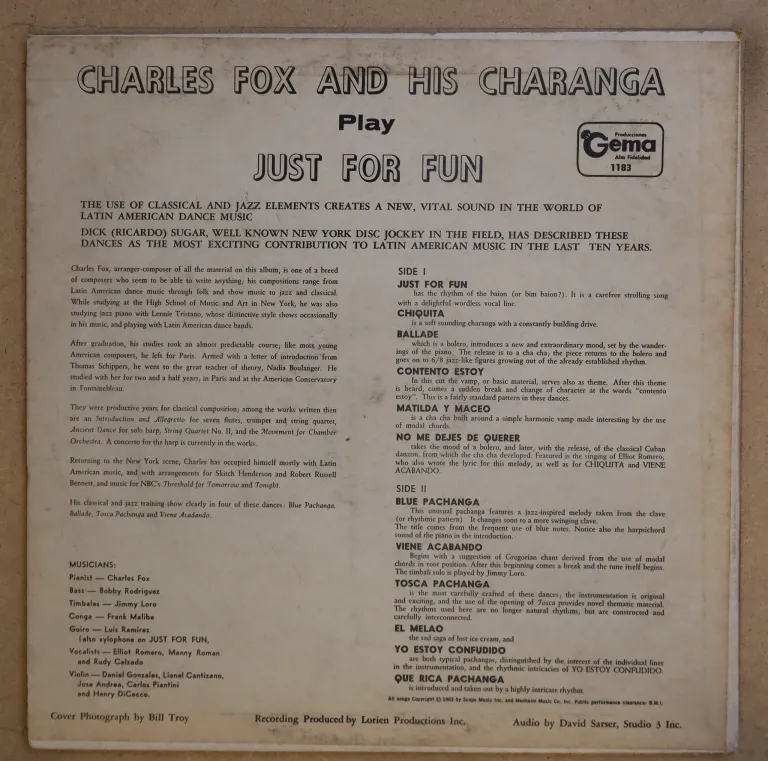 CHARLES FOX AND HIS CHARANGA
Play
JUST FOR FUN
Producciones
Gema
Alta Fidelidad
1183
THE USE OF CLASSICAL AND JAZZ ELEMENTS CREATES A NEW, VITAL SOUND IN THE WORLD OF
LATIN AMERICAN DANCE MUSIC
DICK (RICARDO) SUGAR, WELL KNOWN NEW YORK DISC JOCKEY IN THE FIELD, HAS DESCRIBED THESE
DANCES AS THE MOST EXCITING CONTRIBUTION TO LATIN AMERICAN MUSIC IN THE LAST TEN YEARS.
Charles Fox, arranger-composer of all the material on this album, is one of a breed
of composers who seem to be able to write anything; his compositions range from
Latin American dance music through folk and show music to jazz and classical.
While studying at the High School of Music and Art in New York, he was also
studying jazz piano with Lennie Tristano, whose distinctive style shows occasionally
in his music, and playing with Latin American dance bands.
After graduation, his studies took an almost predictable course; like most young
American composers, he left for Paris. Armed with a letter of introduction from
Thomas Schippers, he went to the great teacher of theory, Nadia Boulanger. He
studied with her for two and a half years, in Paris and at the American Conservatory
in Fontainebleau.
They were productive years for classical composition; among the works written then
are an Introduction and Allegretto for seven flutes, trumpet and string quartet,
Ancient Dance for solo harp, String Quartet No. II, and the Movement for Chamber
Orchestra. A concerto for the harp is currently in the works.
Returning to the New York scene, Charles has occupied himself mostly with Latin
American music, and with arrangements for Skitch Henderson and Robert Russell
Bennett, and music for NBC's Threshold for Tomorrow and Tonight.
His classical and jazz training show clearly in four of these dances: Blue Pachanga,
Ballade, Tosca Pachanga and Viene Acadando.
MUSICIANS:
Pianist — Charles Fox
Bass — Bobby Rodriguez
Timbales — Jimmy Loro
Conga — Frank Malibe
Guiro — Luis Ramirez
(also xylophone on JUST FOR FUN,
Vocalists — Elliot Romero, Manny Roman
and Rudy Calzado
Violin — Daniel Gonzales, Lionel Cantizano,
Jose Andreu, Carlos Piantini
and Henry DiCecco.
SIDE I
JUST FOR FUN
has the rhythm of the baion (or bim baion?). It is a carefree strolling song
with a delightful wordless vocal line.
CHIQUITA
is a soft sounding charanga with a constantly building drive.
BALLADE
which is a bolero, introduces a new and extraordinary mood, set by the wander-
ings of the piano. The release is to a cha cha; the piece returns to the bolero and
goes on to 6/8 jazz-like figures growing out of the already established rhythm.
CONTENTO ESTOY
In this cut the vamp, or basic material, serves also as theme. After this theme
is heard, comes a sudden break and change of character at the words "contento
estoy". This is a fairly standard pattern in these dances.
MATILDA Y MACEO
is a cha cha built around a simple harmonic vamp made interesting by the use
of modal chords.
NO ME DEJES DE QUERER
takes the mood of a bolero, and later, with the release, of the classical Cuban
danzon, from which the cha cha developed. Featured is the singing of Elliot Romero,
who also wrote the lyric for this melody, as well as for CHIQUITA and VIENE
ACABANDO.
SIDE II
BLUE PACHANGA
This unusual pachanga features a jazz-inspired melody taken from the clave
(or rhythmic pattern). It changes soon to a more swinging clave.
The title comes from the frequent use of blue notes. Notice also the harpsichord
sound of the piano in the introduction.
VIENE ACABANDO
Begins with a suggestion of Gregorian chant derived from the use of modal
chords in root position. After this beginning comes a break and the tune itself begins.
The timbali solo is played by Jimmy Loro.
TOSCA PACHANGA
is the most carefully crafted of these dances; the instrumentation is original
and exciting, and the use of the opening of Tosca provides novel thematic material.
The rhythms used here are no longer natural rhythms, but are constructed and
carefully interconnected.
EL MELAO
the sad saga of lost ice cream, and
YO ESTOY CONFUDIDO
are both typical pachangas, distinguished by the interest of the individual lines
in the instrumentation, and the rhythmic intricacies of YO ESTOY CONFUDIDO.
QUE RICA PACHANGA
is introduced and taken out by a highly intricate rhythm.
Cover Photograph by Bill Troy
Recording Produced by Lorien Productions Inc.
Audio by David Sarser, Studio 3 Inc.